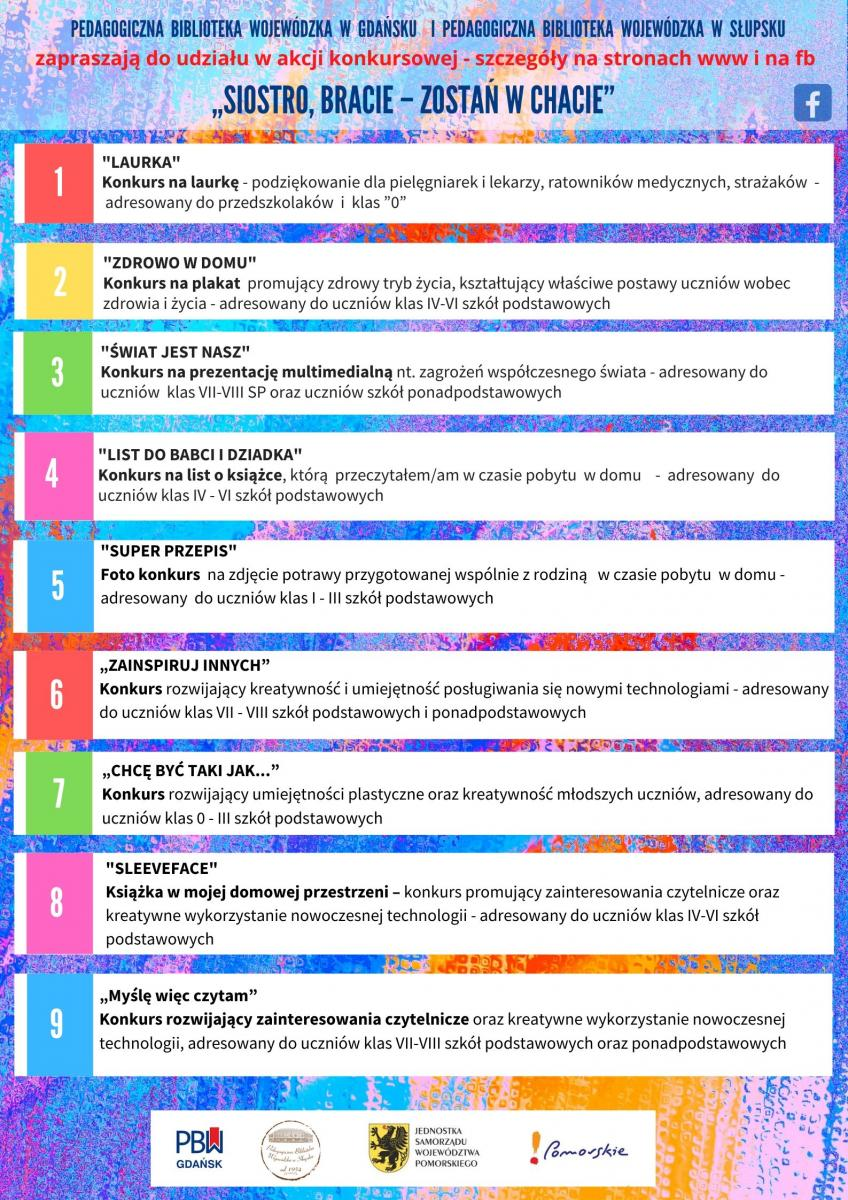 PEDAGOGICZNA BIBLIOTEKA WOJEWÓDZKA W GDAŃSKU I PEDAGOGICZNA BIBLIOTEKA WOJEWÓDZKA W SŁUPSKU
zapraszają do udziału w akcji konkursowej - szczegóły na stronach www i na fb
„SIOSTRO, BRACIE – ZOSTAŃ W CHACIE”
f
1
"LAURKA"
Konkurs na laurkę - podziękowanie dla pielęgniarek i lekarzy, ratowników medycznych, strażaków -
adresowany do przedszkolaków i klas ”0”
2
"ZDROWO W DOMU"
Konkurs na plakat promujący zdrowy tryb życia, kształtujący właściwe postawy uczniów wobec
zdrowia i życia - adresowany do uczniów klas IV-VI szkół podstawowych
3
"ŚWIAT JEST NASZ"
Konkurs na prezentację multimedialną nt. zagrożeń współczesnego świata - adresowany do
uczniów klas VII-VIII SP oraz uczniów szkół ponadpodstawowych
4
"LIST DO BABCI I DZIADKA"
Konkurs na list o książce, którą przeczytałem/am w czasie pobytu w domu - adresowany do
uczniów klas IV - VI szkół podstawowych
5
"SUPER PRZEPIS"
Foto konkurs na zdjęcie potrawy przygotowanej wspólnie z rodziną w czasie pobytu w domu -
adresowany do uczniów klas I - III szkół podstawowych
6
„ZAINSPIRUJ INNYCH”
Konkurs rozwijający kreatywność i umiejętność posługiwania się nowymi technologiami - adresowany
do uczniów klas VII - VIII szkół podstawowych i ponadpodstawowych
7
„CHCĘ BYĆ TAKI JAK...”
Konkurs rozwijający umiejętności plastyczne oraz kreatywność młodszych uczniów, adresowany do
uczniów klas 0 - III szkół podstawowych
8
"SLEEVEFACE"
Książka w mojej domowej przestrzeni – konkurs promujący zainteresowania czytelnicze oraz
kreatywne wykorzystanie nowoczesnej technologii - adresowany do uczniów klas IV-VI szkół
podstawowych
9
„Myślę więc czytam”
Konkurs rozwijający zainteresowania czytelnicze oraz kreatywne wykorzystanie nowoczesnej
technologii, adresowany do uczniów klas VII-VIII szkół podstawowych oraz ponadpodstawowych
PBW
GDAŃSK
Pedagogiczna Biblioteka
Wojewódzka w Słupsku
JEDNOSTKA
SAMORZĄDU
WOJEWÓDZTWA
POMORSKIEGO
Pomorskie